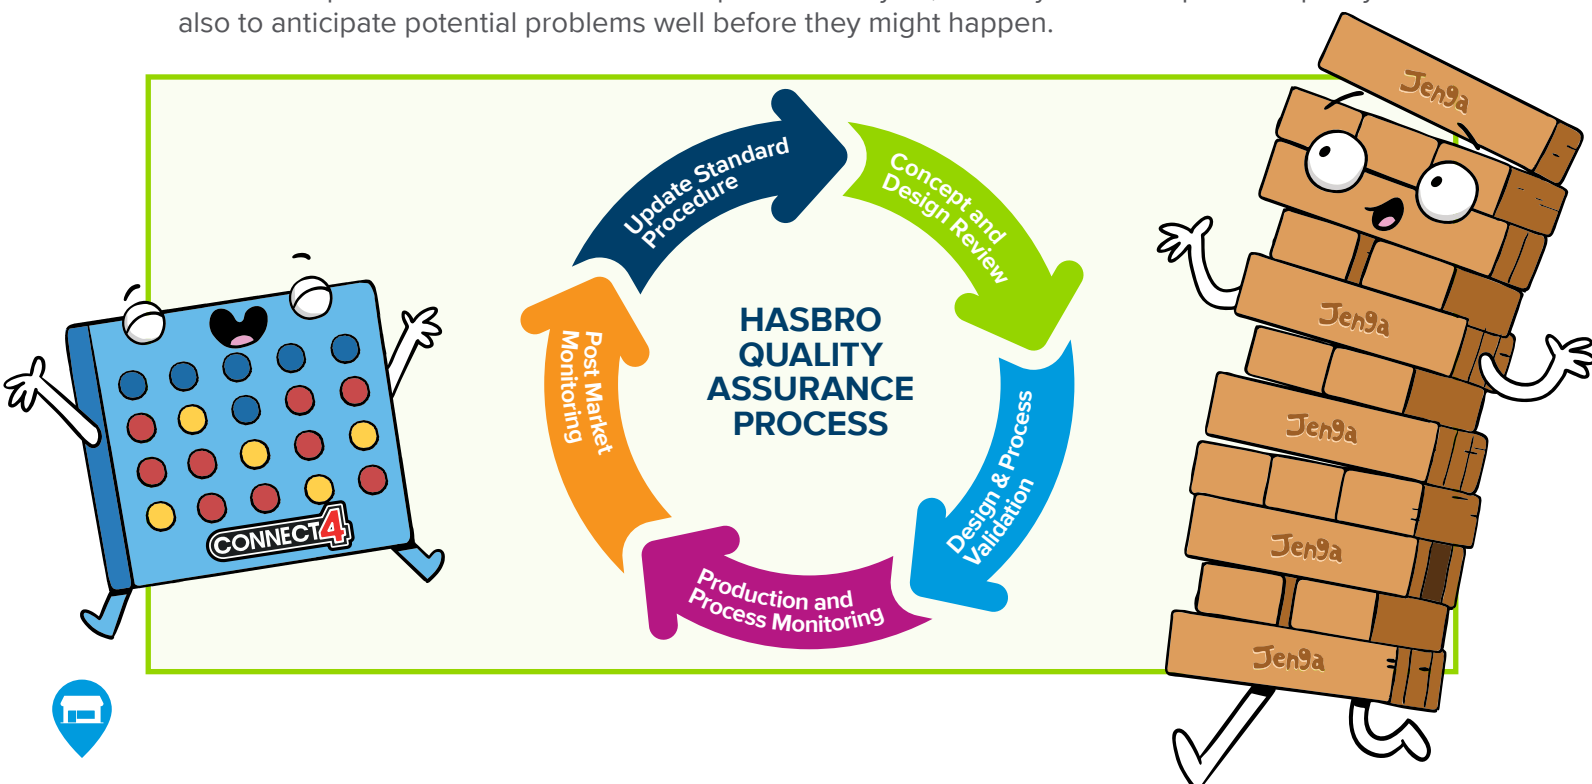 also to anticipate potential problems well before they might happen.
Jenga
Update Standard
Procedure
Concept and
Design Review
HASBRO
QUALITY
ASSURANCE
PROCESS
Post Market
Monitoring
Design & Process
Validation
Production and
Process Monitoring
CONNECT4
Jenga
Jenga
Jenga
Jenga